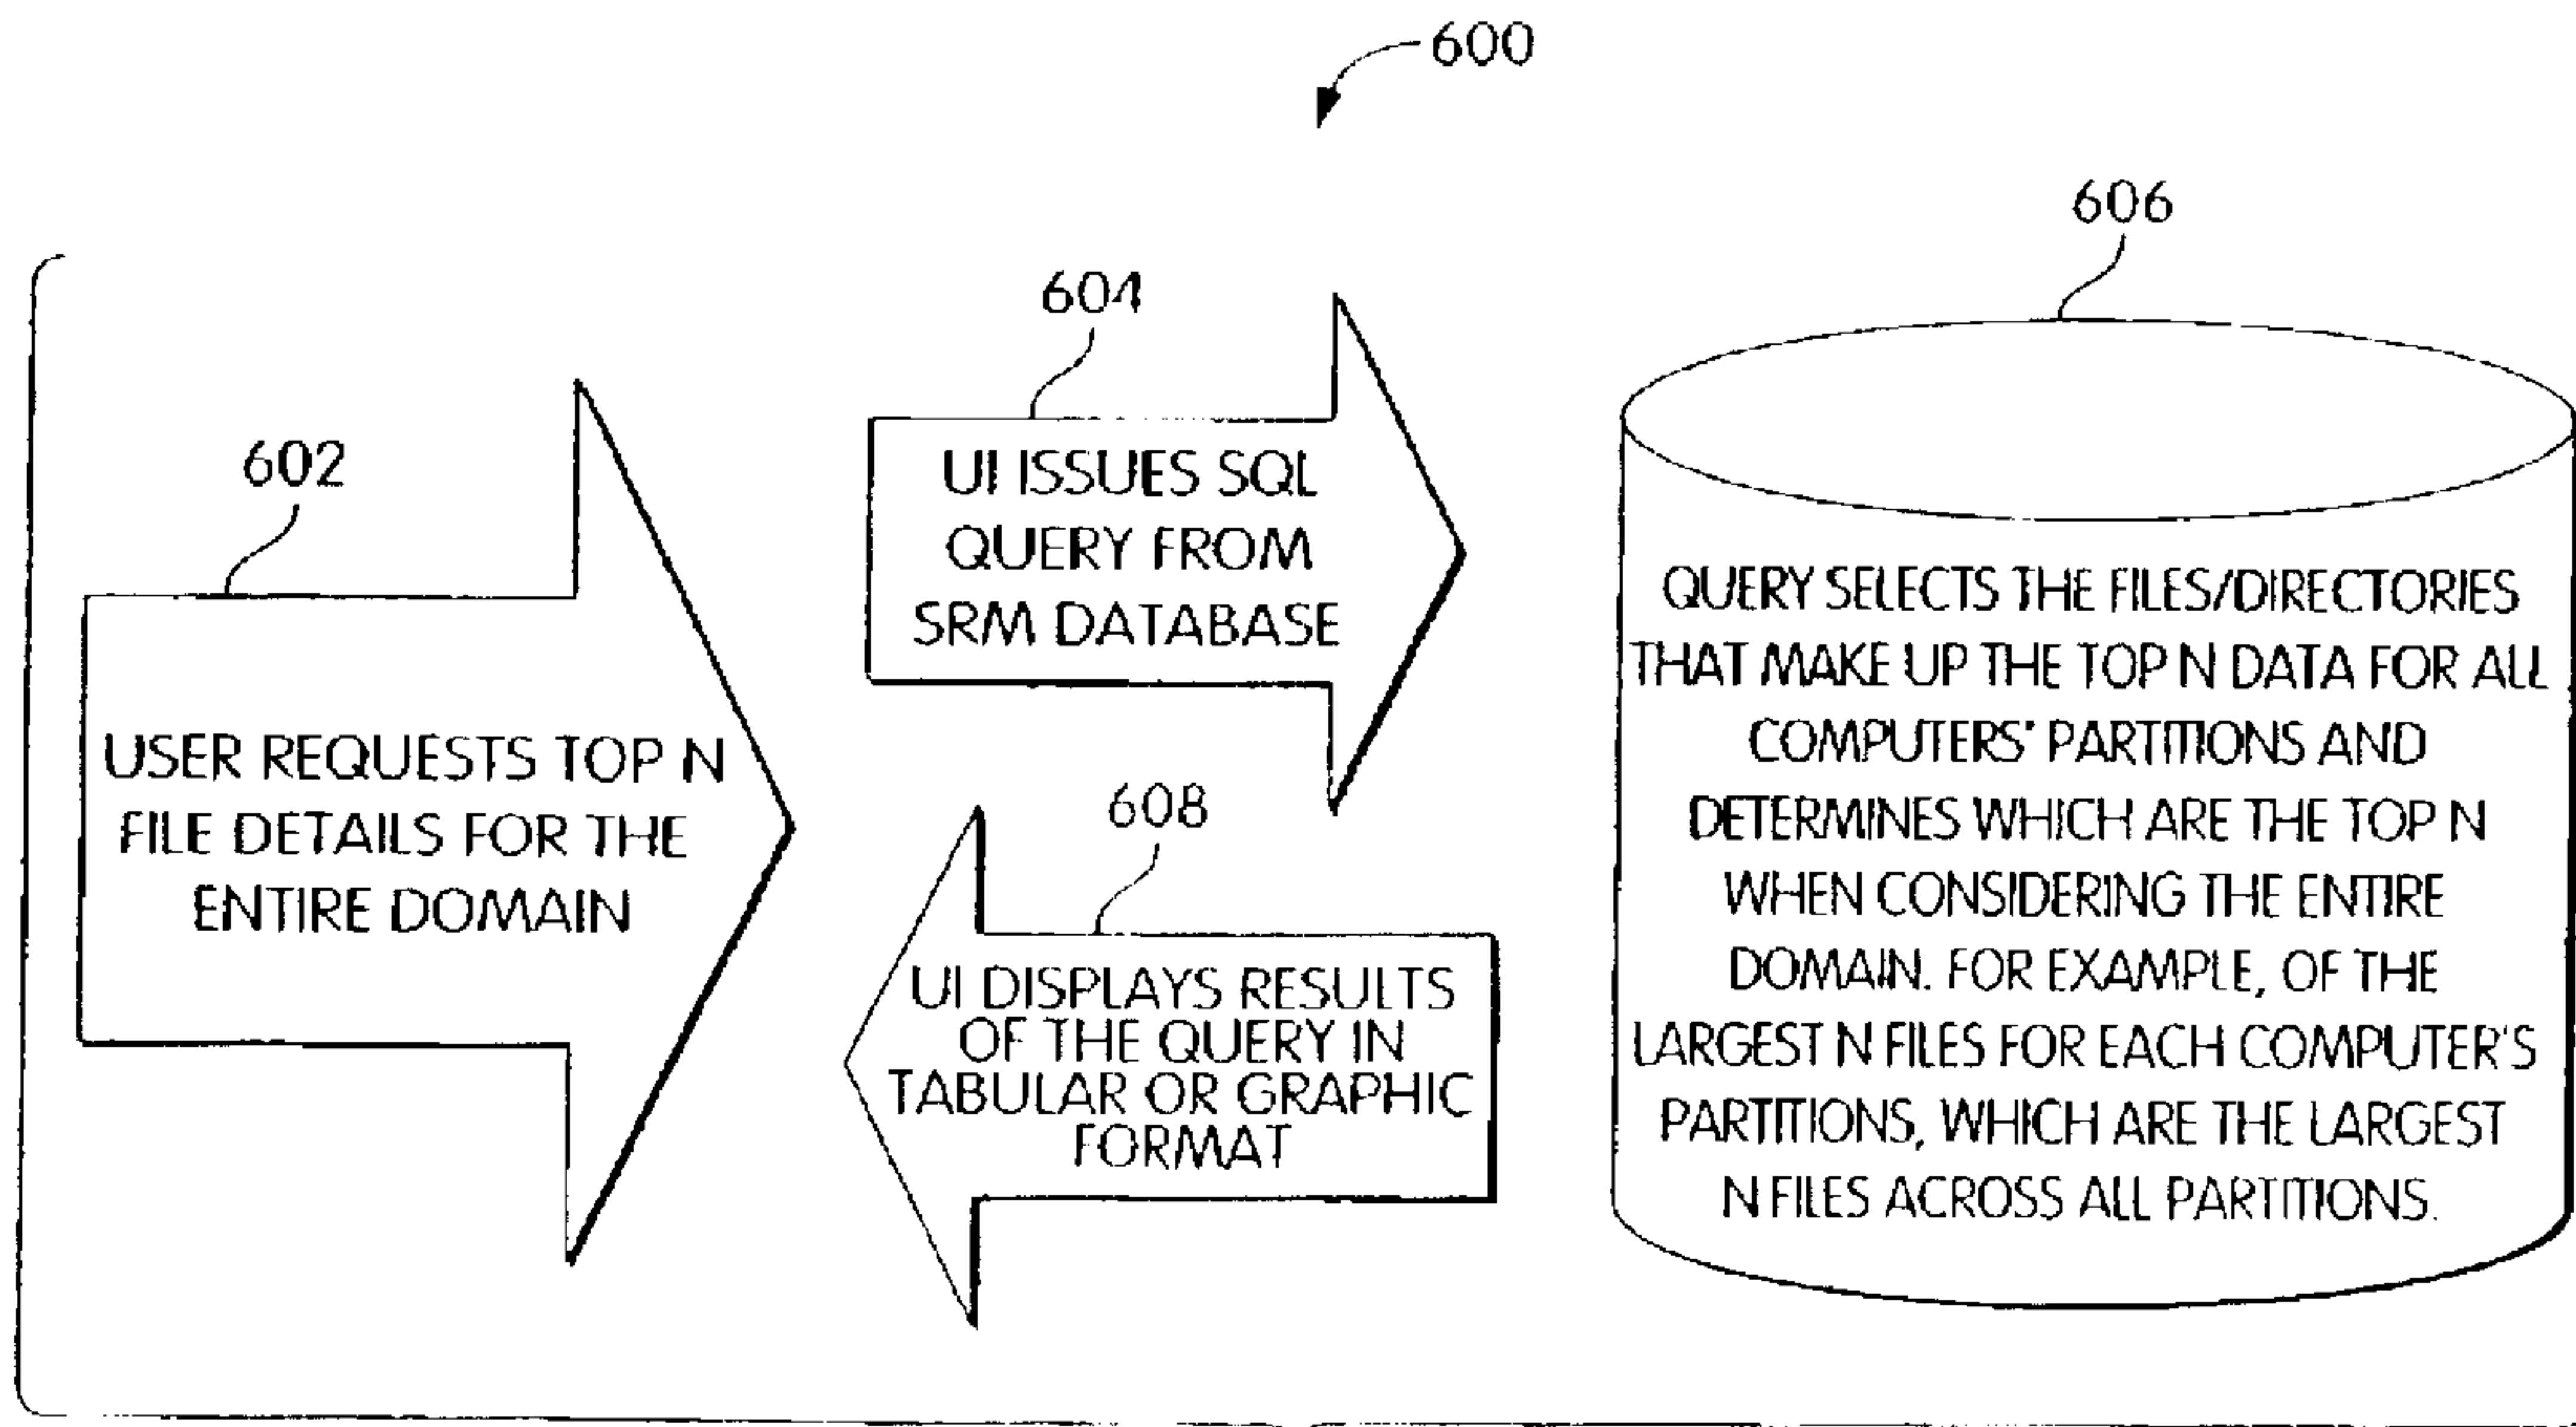 600
606
604
602
UI ISSUES SQL
QUERY FROM
SRM DATABASE
USER REQUESTS TOP N
FILE DETAILS FOR THE
ENTIRE DOMAIN
608
UI DISPLAYS RESULTS
OF THE QUERY IN
TABULAR OR GRAPHIC
FORMAT
QUERY SELECTS THE FILES/DIRECTORIES
THAT MAKE UP THE TOP N DATA FOR ALL
COMPUTERS' PARTITIONS AND
DETERMINES WHICH ARE THE TOP N
WHEN CONSIDERING THE ENTIRE
DOMAIN. FOR EXAMPLE, OF THE
LARGEST N FILES FOR EACH COMPUTER'S
PARTITIONS, WHICH ARE THE LARGEST
N FILES ACROSS ALL PARTITIONS.